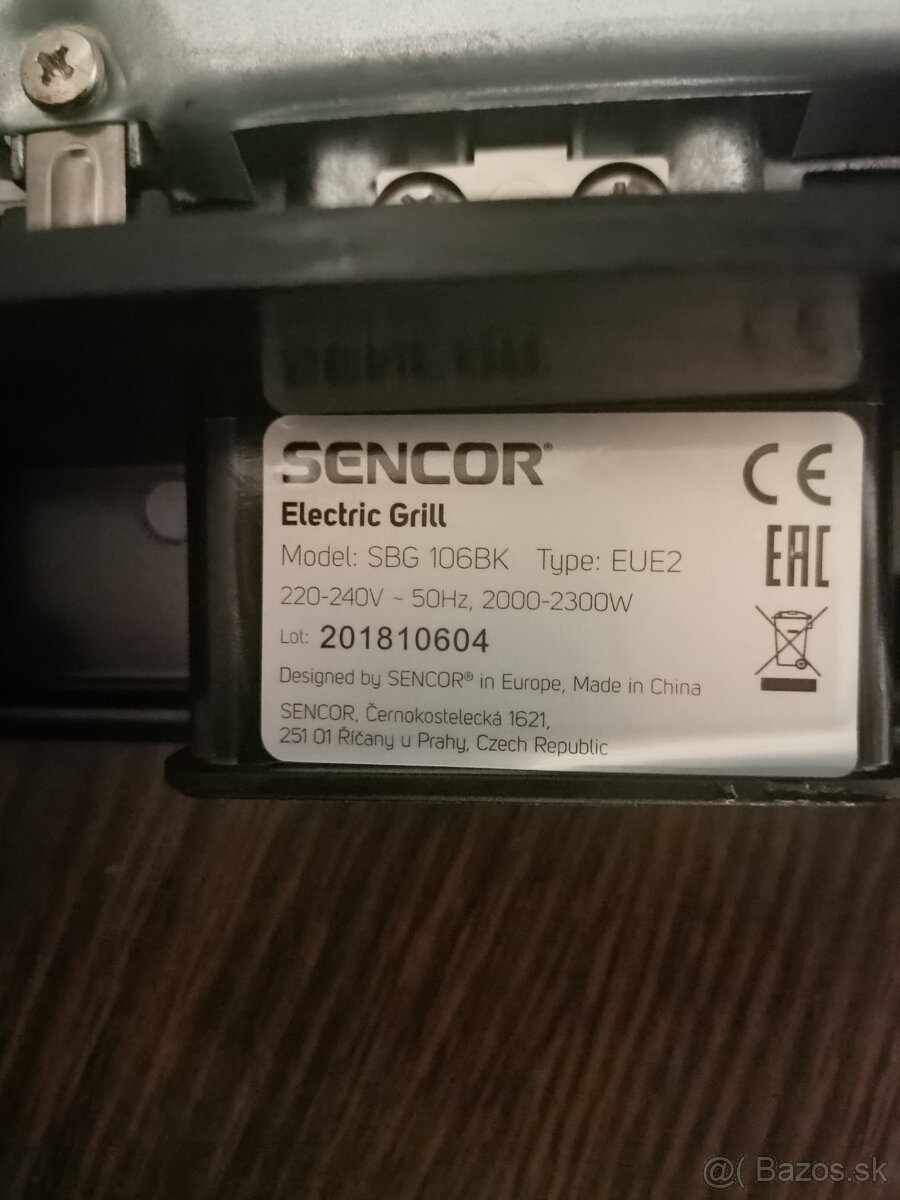 SENCOR®
Electric Grill
Model: SBG 106BK Type: EUE2
220-240V ~ 50Hz, 2000-2300W
Lot: 201810604
Designed by SENCOR® in Europe, Made in China
SENCOR, Černokostelecká 1621,
251 01 Říčany u Prahy, Czech Republic
CE
EAC
@( Bazos.sk